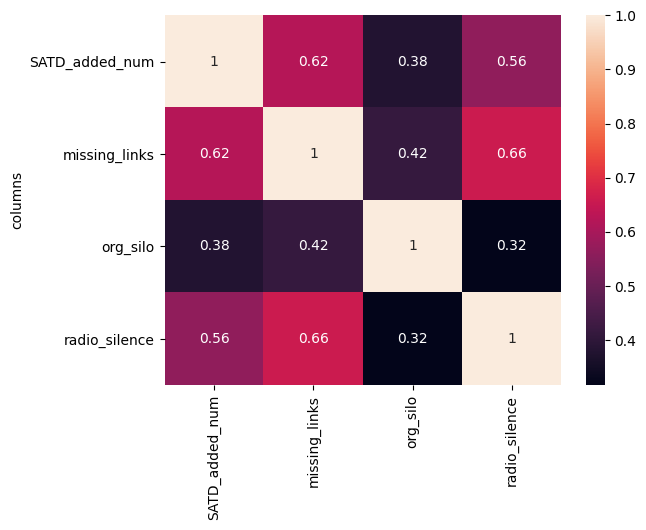 columns
SATD_added_num 1 0.62 0.38 0.56
missing_links 0.62 1 0.42 0.66
org_silo 0.38 0.42 1 0.32
radio_silence 0.56 0.66 0.32 1
SATD_added_num missing_links org_silo radio_silence
1.0
0.9
0.8
0.7
0.6
0.5
0.4